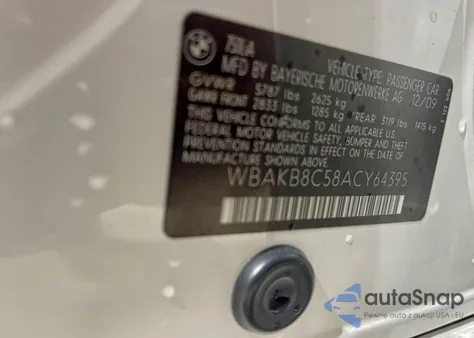 BMW 750LiA VEHICLE TYPE: PASSENGER CAR
MFD BY BAYERISCHE MOTORENWERKE AG 12/09
GVWR 5787 lbs 2625 kg
GAWR FRONT 2833 lbs 1285 kg REAR 3119 lbs 1415 kg
THIS VEHICLE CONFORMS TO ALL APPLICABLE
FEDERAL MOTOR VEHICLE SAFETY, BUMPER AND THEFT
PREVENTION STANDARDS IN EFFECT ON THE DATE OF
MANUFACTURE SHOWN ABOVE.
WBAKB8C58ACY64395
autoSnap
Pewne auto z aukcji USA - EU